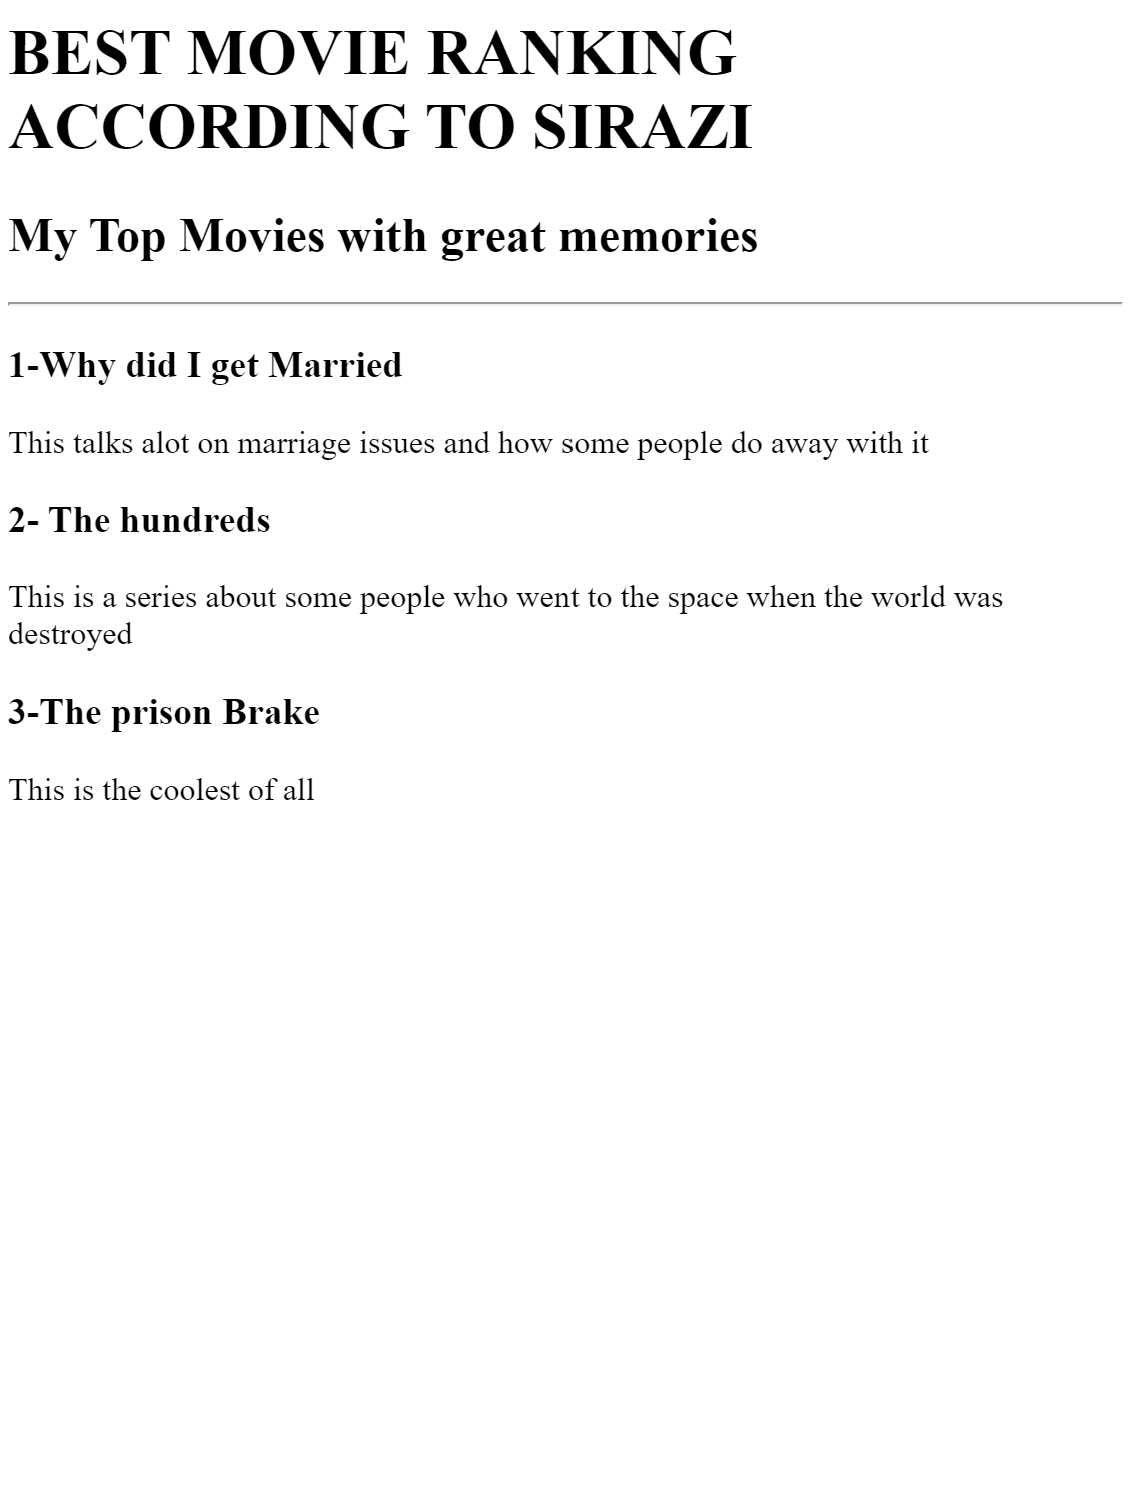 BEST MOVIE RANKING
ACCORDING TO SIRAZI
My Top Movies with great memories
1-Why did I get Married
This talks alot on marriage issues and how some people do away with it
2- The hundreds
This is a series about some people who went to the space when the world was
destroyed
3-The prison Brake
This is the coolest of all